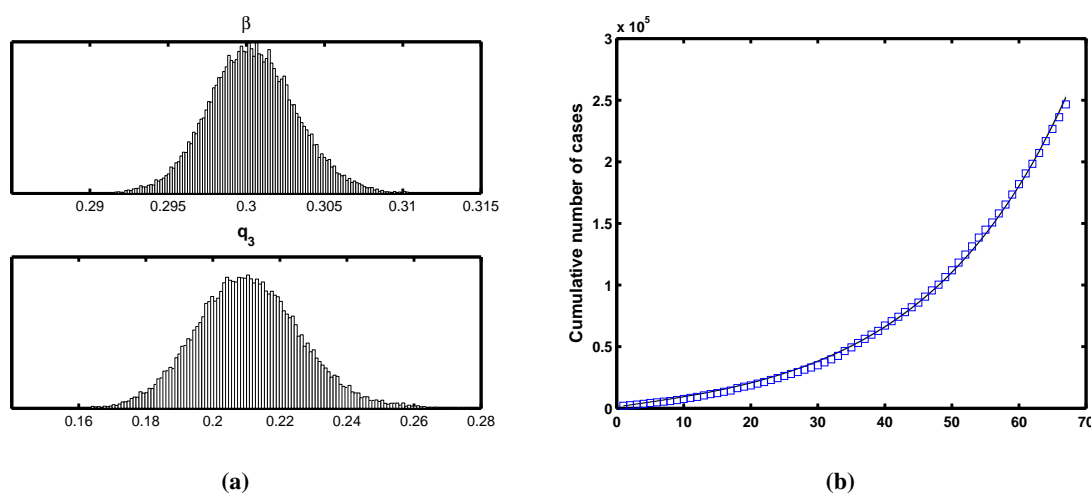 β
0.29 0.295 0.3 0.305 0.31 0.315
q_3
0.16 0.18 0.2 0.22 0.24 0.26 0.28
(a)
x 10^5
3
2.5
2
1.5
1
0.5
0
Cumulative number of cases
0 10 20 30 40 50 60 70
(b)